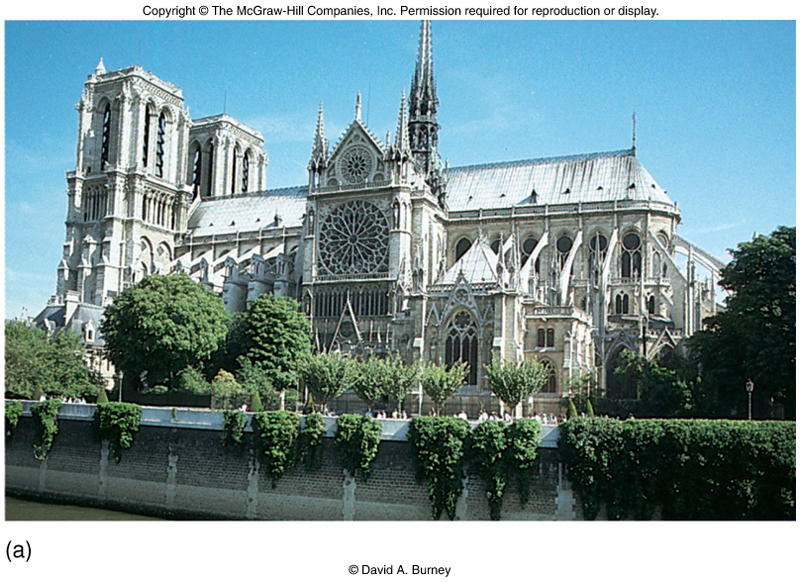 Copyright © The McGraw-Hill Companies, Inc. Permission required for reproduction or display.
(a)
© David A. Burney